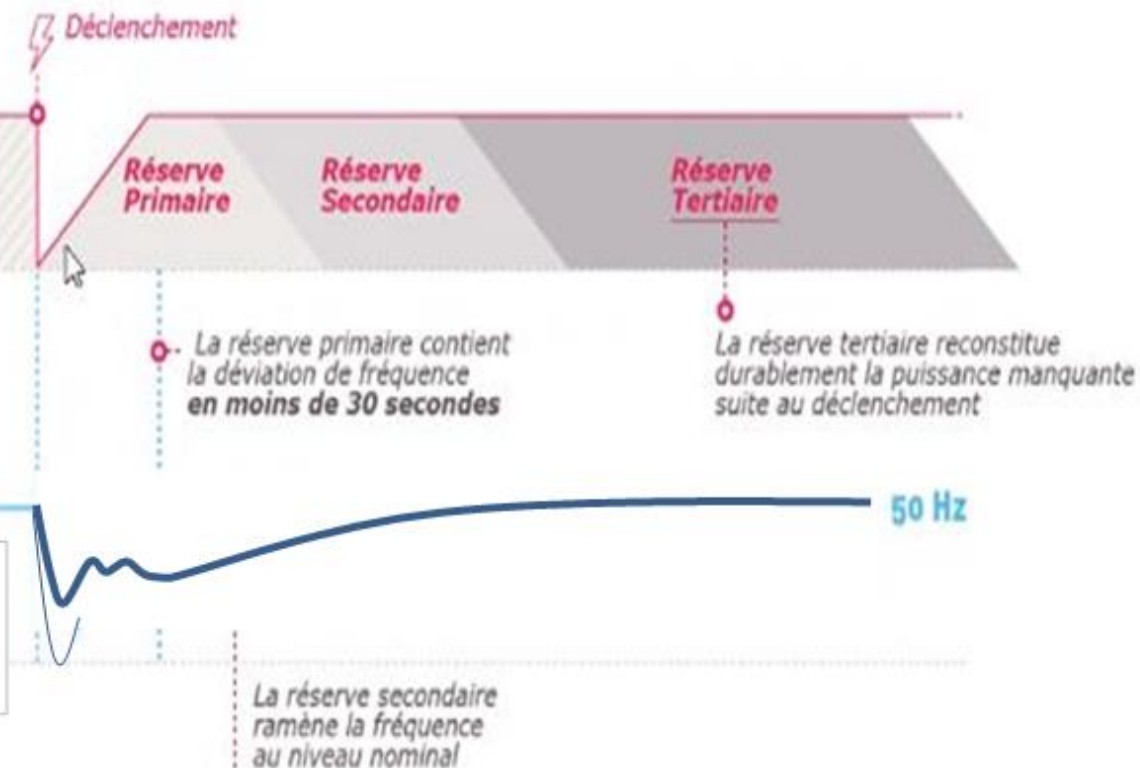 Déclenchement
Réserve
Primaire
Réserve
Secondaire
Réserve
Tertiaire
La réserve primaire contient
la déviation de fréquence
en moins de 30 secondes
La réserve tertiaire reconstitue
durablement la puissance manquante
suite au déclenchement
50 Hz
La réserve secondaire
ramène la fréquence
au niveau nominal